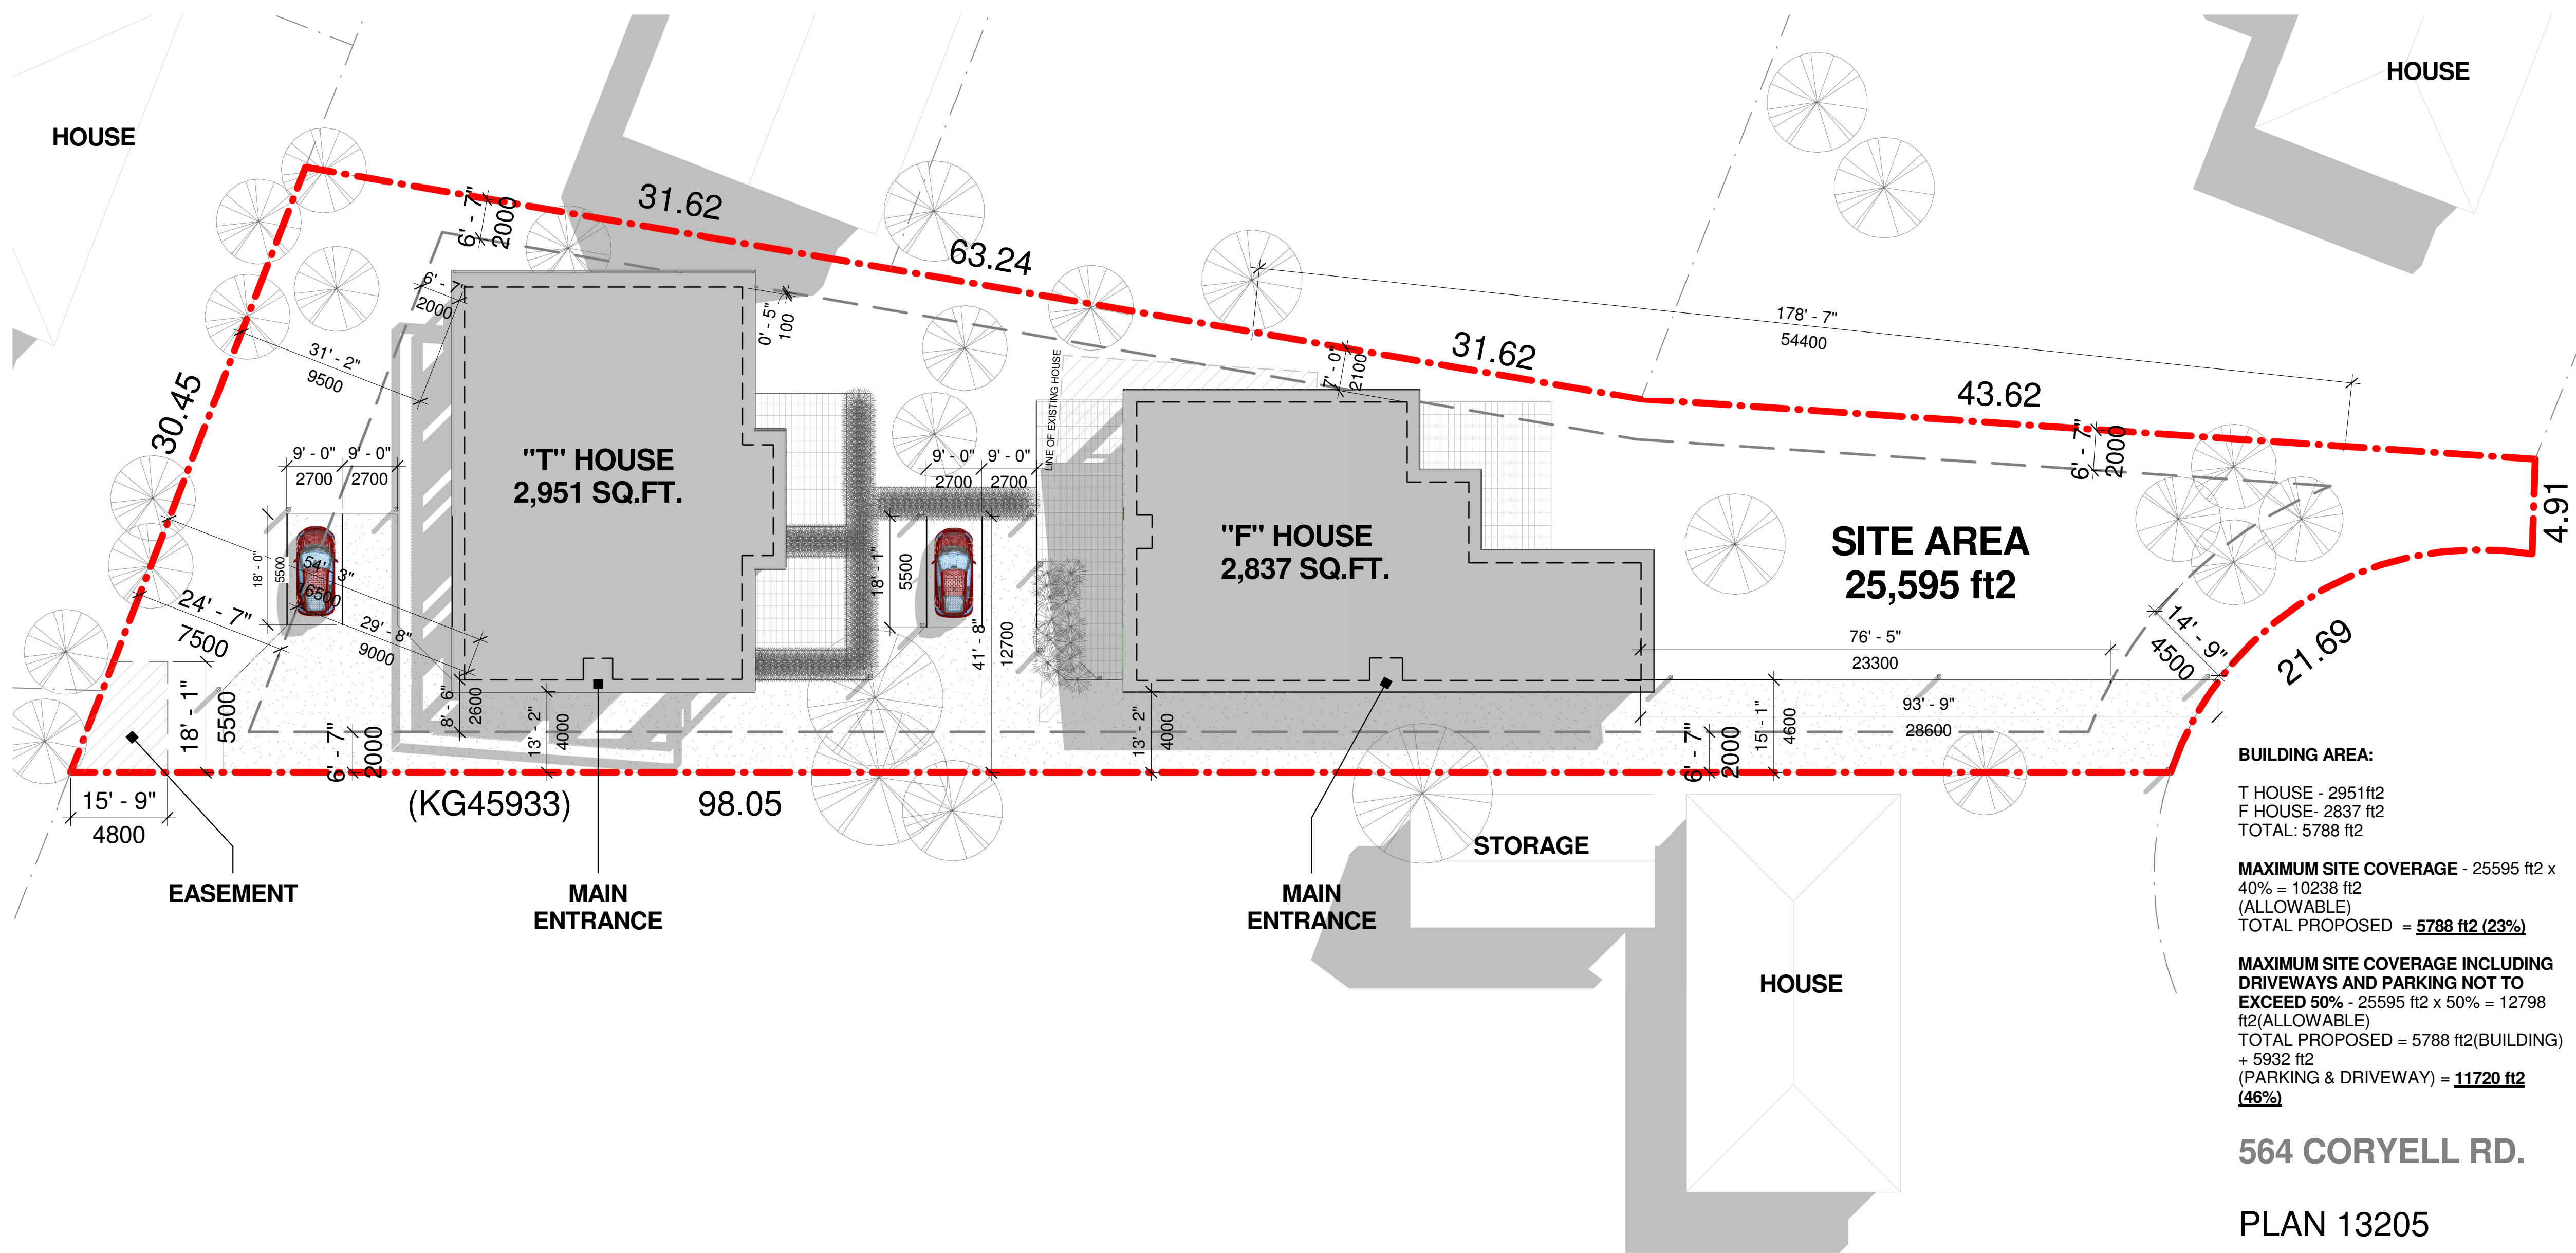 HOUSE
HOUSE
31.62
6' - 7"
2000
63.24
6' - 7"
2000
0' - 5"
100
178' - 7"
54400
31' - 2"
9500
LINE OF EXISTING HOUSE
7' - 0"
2100
31.62
43.62
30.45
6' - 7"
2000
9' - 0"
9' - 0"
2700
2700
"T" HOUSE
2,951 SQ.FT.
9' - 0"
9' - 0"
2700
2700
"F" HOUSE
2,837 SQ.FT.
SITE AREA
25,595 ft2
4.91
18' - 0"
5500
54' - 3"
16500
18' - 1"
5500
24' - 7"
7500
29' - 8"
9000
41' - 8"
12700
76' - 5"
23300
14' - 9"
4500
21.69
18' - 1"
5500
8' - 6"
2600
13' - 2"
4000
13' - 2"
4000
93' - 9"
28600
6' - 7"
2000
6' - 7"
2000
15' - 1"
4600
15' - 9"
4800
(KG45933)
98.05
EASEMENT
MAIN
ENTRANCE
MAIN
ENTRANCE
STORAGE
HOUSE
BUILDING AREA:
T HOUSE - 2951ft2
F HOUSE- 2837 ft2
TOTAL: 5788 ft2
MAXIMUM SITE COVERAGE - 25595 ft2 x
40% = 10238 ft2
(ALLOWABLE)
TOTAL PROPOSED = 5788 ft2 (23%)
MAXIMUM SITE COVERAGE INCLUDING
DRIVEWAYS AND PARKING NOT TO
EXCEED 50% - 25595 ft2 x 50% = 12798
ft2(ALLOWABLE)
TOTAL PROPOSED = 5788 ft2(BUILDING)
+ 5932 ft2
(PARKING & DRIVEWAY) = 11720 ft2
(46%)
564 CORYELL RD.
PLAN 13205